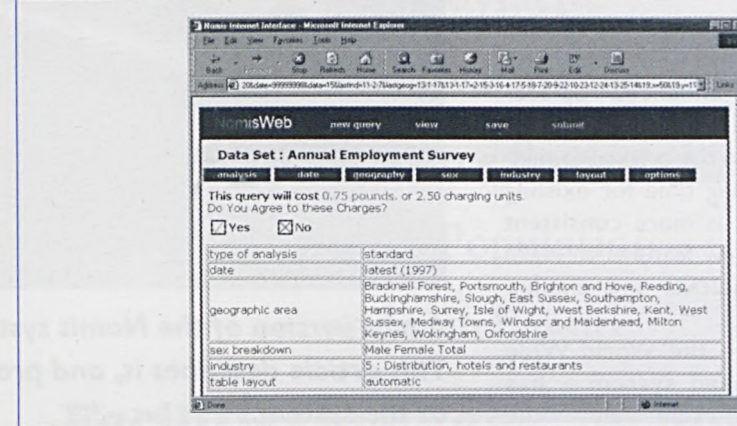 Nomis Internet Interface - Microsoft Internet Explorer
File Edit View Favorites Tools Help
Back Stop Refresh Home Search Favorites History Mail Print Edit Discuss
Address Links
NomisWeb new query view save submit
Data Set : Annual Employment Survey
analysis date geography sex industry layout options
This query will cost 0.75 pounds. or 2.50 charging units.
Do You Agree to these Charges?
Yes No
type of analysis standard
date latest (1997)
geographic area Bracknell Forest, Portsmouth, Brighton and Hove, Reading,
Buckinghamshire, Slough, East Sussex, Southampton,
Hampshire, Surrey, Isle of Wight, West Berkshire, Kent, West
Sussex, Medway Towns, Windsor and Maidenhead, Milton
Keynes, Wokingham, Oxfordshire
sex breakdown Male Female Total
industry 5 : Distribution, hotels and restaurants
table layout automatic
Done Internet